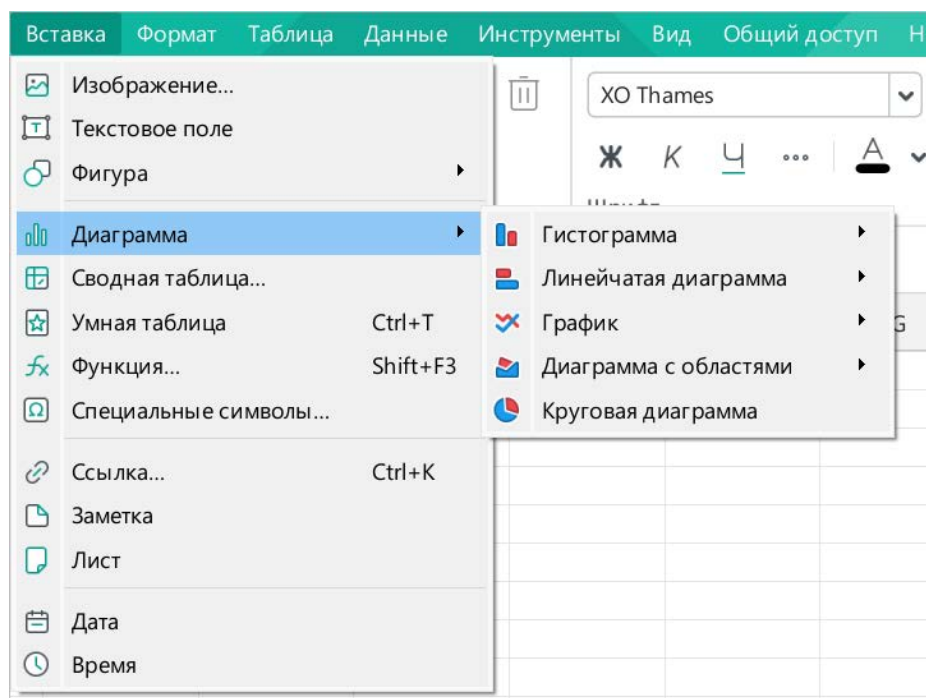 Вставка Формат Таблица Данные Инструменты Вид Общий доступ Н
Изображение...
Текстовое поле
Фигура
Диаграмма
Сводная таблица...
Умная таблица Ctrl+T
Функция... Shift+F3
Специальные символы...
Ссылка... Ctrl+K
Заметка
Лист
Дата
Время
XO Thames
Ж К Ч А
Гистограмма
Линейчатая диаграмма
График
Диаграмма с областями
Круговая диаграмма
G